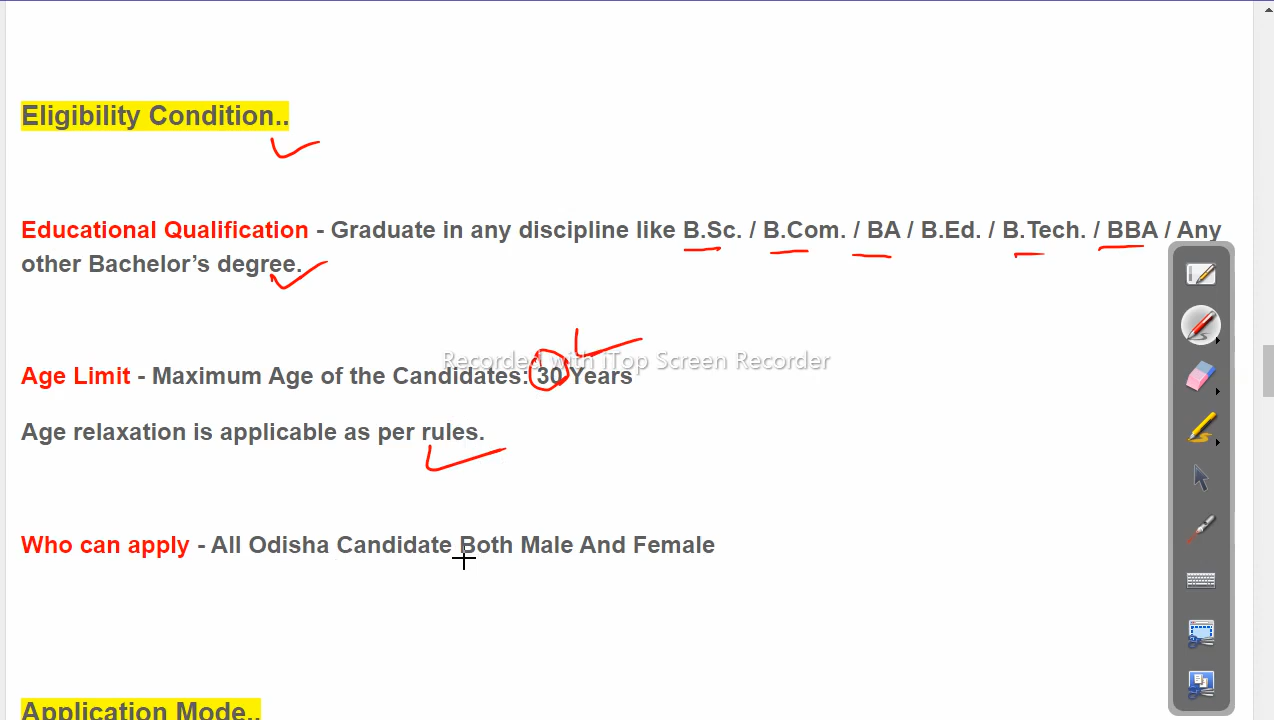 Eligibility Condition..
Educational Qualification - Graduate in any discipline like B.Sc. / B.Com. / BA / B.Ed. / B.Tech. / BBA / Any
other Bachelor’s degree.
Recorded with iTop Screen Recorder
Age Limit - Maximum Age of the Candidates: 30 Years
Age relaxation is applicable as per rules.
Who can apply - All Odisha Candidate Both Male And Female
Application Mode..